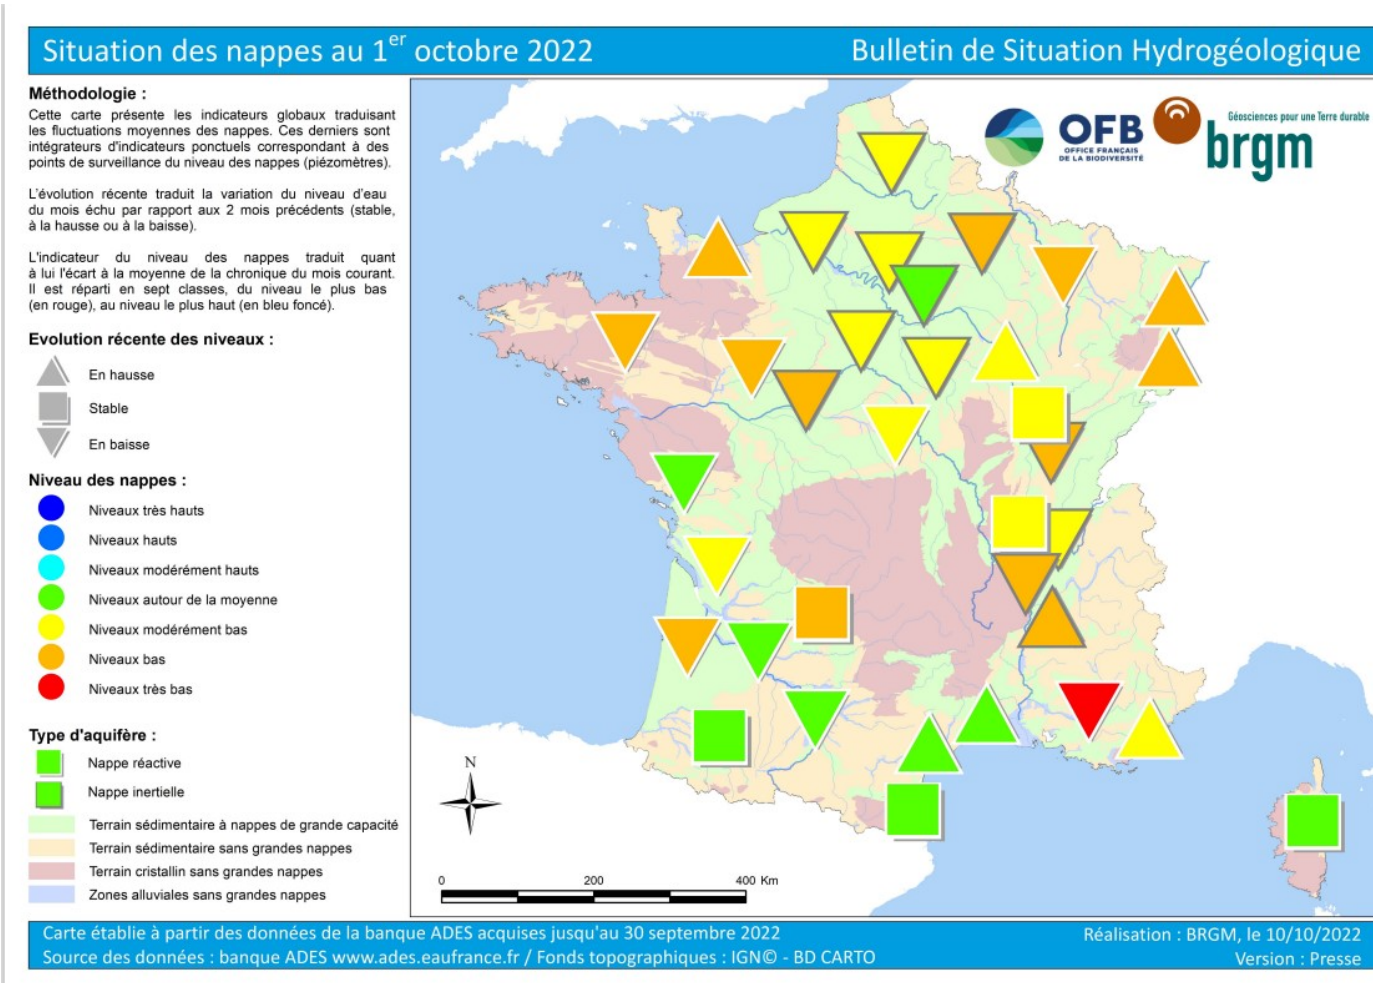 Situation des nappes au 1er octobre 2022
Bulletin de Situation Hydrogéologique
Méthodologie :
Cette carte présente les indicateurs globaux traduisant
les fluctuations moyennes des nappes. Ces derniers sont
intégrateurs d'indicateurs ponctuels correspondant à des
points de surveillance du niveau des nappes (piézomètres).
L'évolution récente traduit la variation du niveau d'eau
du mois échu par rapport aux 2 mois précédents (stable,
à la hausse ou à la baisse).
L'indicateur du niveau des nappes traduit quant
à lui l'écart à la moyenne de la chronique du mois courant.
Il est réparti en sept classes, du niveau le plus bas
(en rouge), au niveau le plus haut (en bleu foncé).
Evolution récente des niveaux :
En hausse
Stable
En baisse
Niveau des nappes :
Niveaux très hauts
Niveaux hauts
Niveaux modérément hauts
Niveaux autour de la moyenne
Niveaux modérément bas
Niveaux bas
Niveaux très bas
Type d'aquifère :
Nappe réactive
Nappe inertielle
Terrain sédimentaire à nappes de grande capacité
Terrain sédimentaire sans grandes nappes
Terrain cristallin sans grandes nappes
Zones alluviales sans grandes nappes
OFB
OFFICE FRANÇAIS
DE LA BIODIVERSITÉ
Géosciences pour une Terre durable
brgm
N
0 200 400 Km
Carte établie à partir des données de la banque ADES acquises jusqu'au 30 septembre 2022
Source des données : banque ADES www.ades.eaufrance.fr / Fonds topographiques : IGN© - BD CARTO
Réalisation : BRGM, le 10/10/2022
Version : Presse